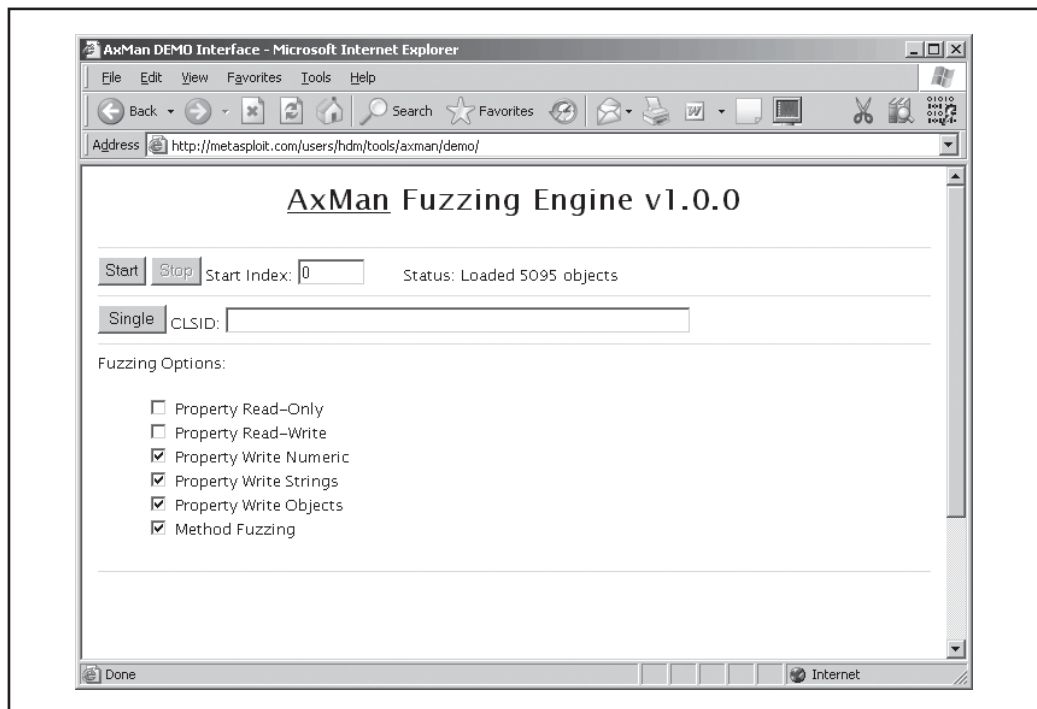 AxMan DEMO Interface - Microsoft Internet Explorer
File Edit View Favorites Tools Help
Back Search Favorites
Address http://metasploit.com/users/hdm/tools/axman/demo/
AxMan Fuzzing Engine v1.0.0
Start Stop Start Index: 0 Status: Loaded 5095 objects
Single CLSID:
Fuzzing Options:
Property Read-Only
Property Read-Write
Property Write Numeric
Property Write Strings
Property Write Objects
Method Fuzzing
Done Internet